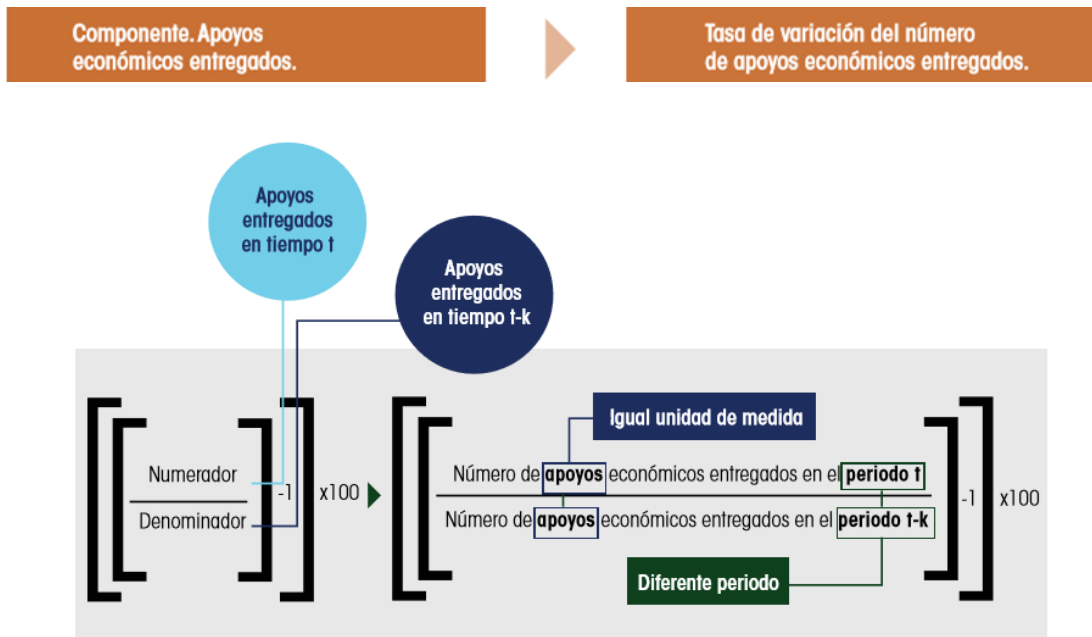 Componente. Apoyos
económicos entregados.
Tasa de variación del número
de apoyos económicos entregados.
Apoyos
entregados
en tiempo t
Apoyos
entregados
en tiempo t-k
Numerador
Denominador
-1
x100
Igual unidad de medida
Número de apoyos económicos entregados en el periodo t
Número de apoyos económicos entregados en el periodo t-k
-1
x100
Diferente periodo